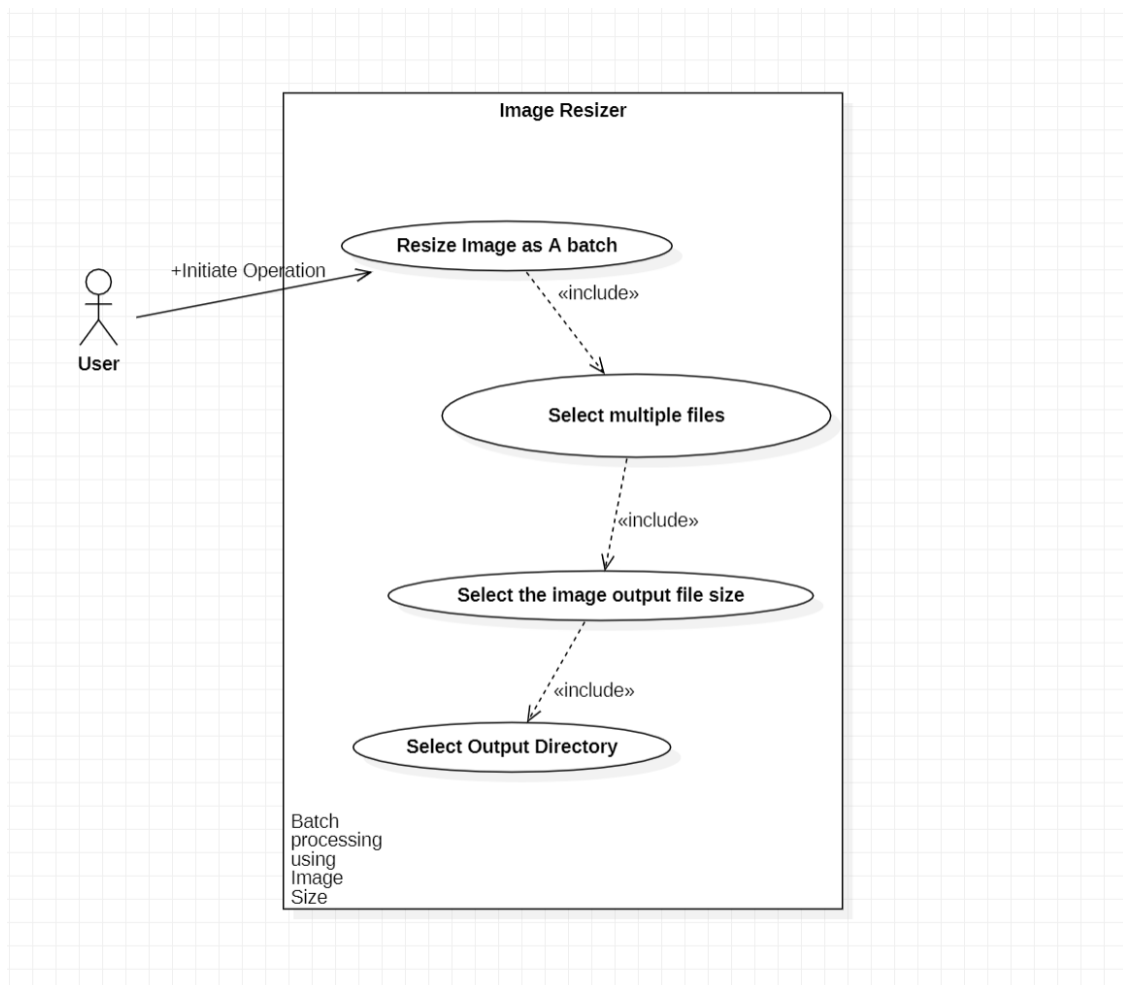 Image Resizer
Resize Image as A batch
+Initiate Operation
«include»
User
Select multiple files
«include»
Select the image output file size
«include»
Select Output Directory
Batch
processing
using
Image
Size